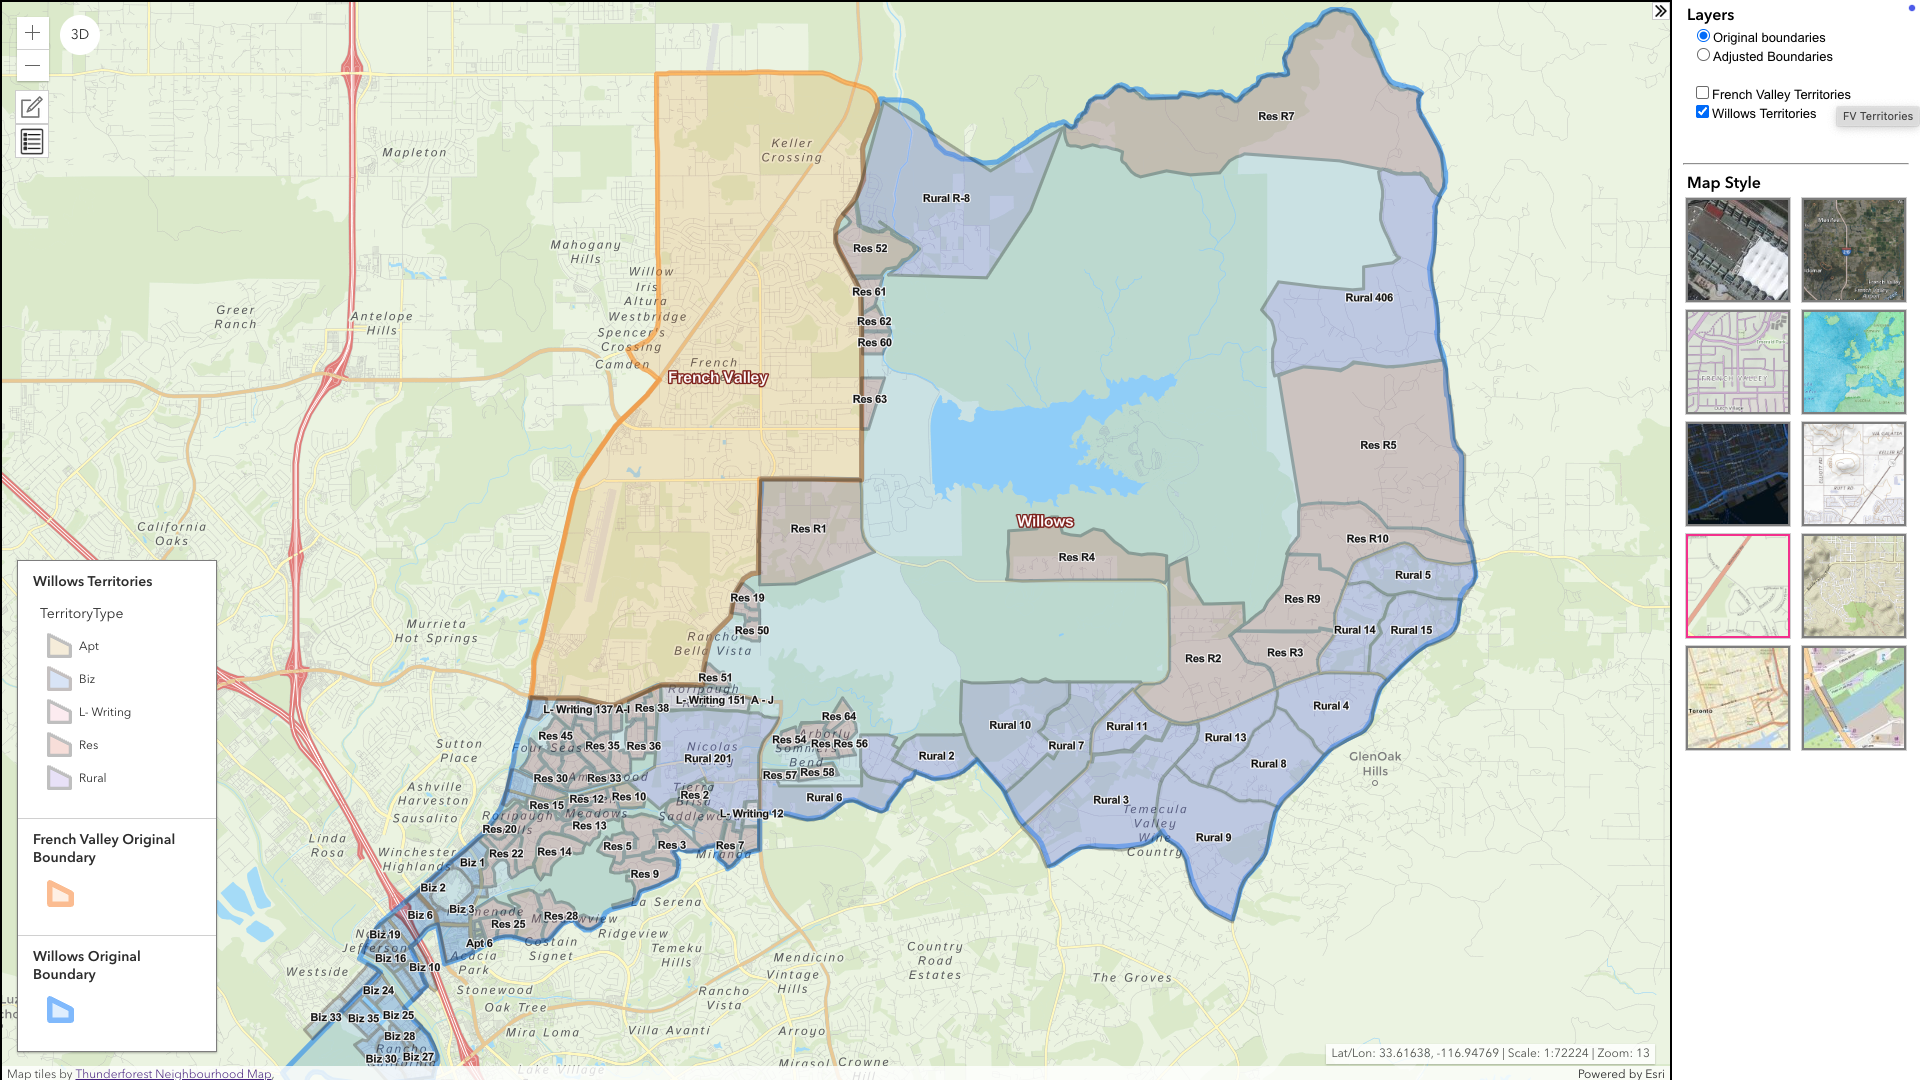 3D
Layers
Original boundaries
Adjusted Boundaries
French Valley Territories
Willows Territories
FV Territories
Map Style
Toronto
FRENCH VALLEY
Mapleton
Keller
Crossing
Res R7
Rural R-8
Mahogany
Hills
Res 52
Willow
Iris
Altura
Westbridge
Spencer's
Crossing
Camden
Greer
Ranch
Antelope
Hills
Res 61
Rural 406
Res 62
Res 60
French
French Valley
Res 63
Res R5
California
Oaks
Willows
Res R1
Res R4
Res R10
Rural 5
Res 19
Res R9
Murrieta
Hot Springs
Res 50
Rancho
Bella Vista
Rural 14
Rural 15
Res R3
Res R2
Res 51
Roripaugh
L- Writing 151 A - J
L- Writing 137 A-I
Res 38
Rural 4
Res 64
Rural 10
Rural 11
Res 45
Four Seas
Res 35
Res 36
Nicolas
Rural 201
Res 54
Res
Res 56
Sommers
Bend
Rural 7
Rural 13
Rural 2
Rural 8
GlenOak
Hills
Sutton
Place
Res 57
Res 58
Res 30
Res 33
Tierra
Rural 6
Rural 3
Temecula
Valley
Wine
Country
Ashville
Harveston
Sausalito
Res 15
Res 12
Res 10
Res 2
Meadows
L- Writing 12
Rural 9
Res 20
Res 13
Linda
Rosa
Winchester
Highlands
Res 22
Res 14
Res 5
Res 3
Res 7
Biz 1
Res 9
Biz 2
La Serena
Biz 3
Biz 6
Res 25
Res 28
Ridgeview
Biz 19
Jefferson
Apt 6
Costain
Signet
Temeku
Hills
Country
Road
Estates
Biz 16
Biz 10
Acacia
Park
Mendicino
Vintage
Hills
The Groves
Westside
Biz 24
Stonewood
Oak Tree
Rancho
Vista
Biz 33
Biz 35
Biz 25
Mira Loma
Villa Avanti
Arroyo
Biz 28
Rancho
Biz 30
Biz 27
Lake Village
Mirasol
Crowne
Hill
Willows Territories
TerritoryType
Apt
Biz
L- Writing
Res
Rural
French Valley Original
Boundary
Willows Original
Boundary
Lat/Lon: 33.61638, -116.94769 | Scale: 1:72224 | Zoom: 13
Map tiles by Thunderforest Neighbourhood Map,
Powered by Esri